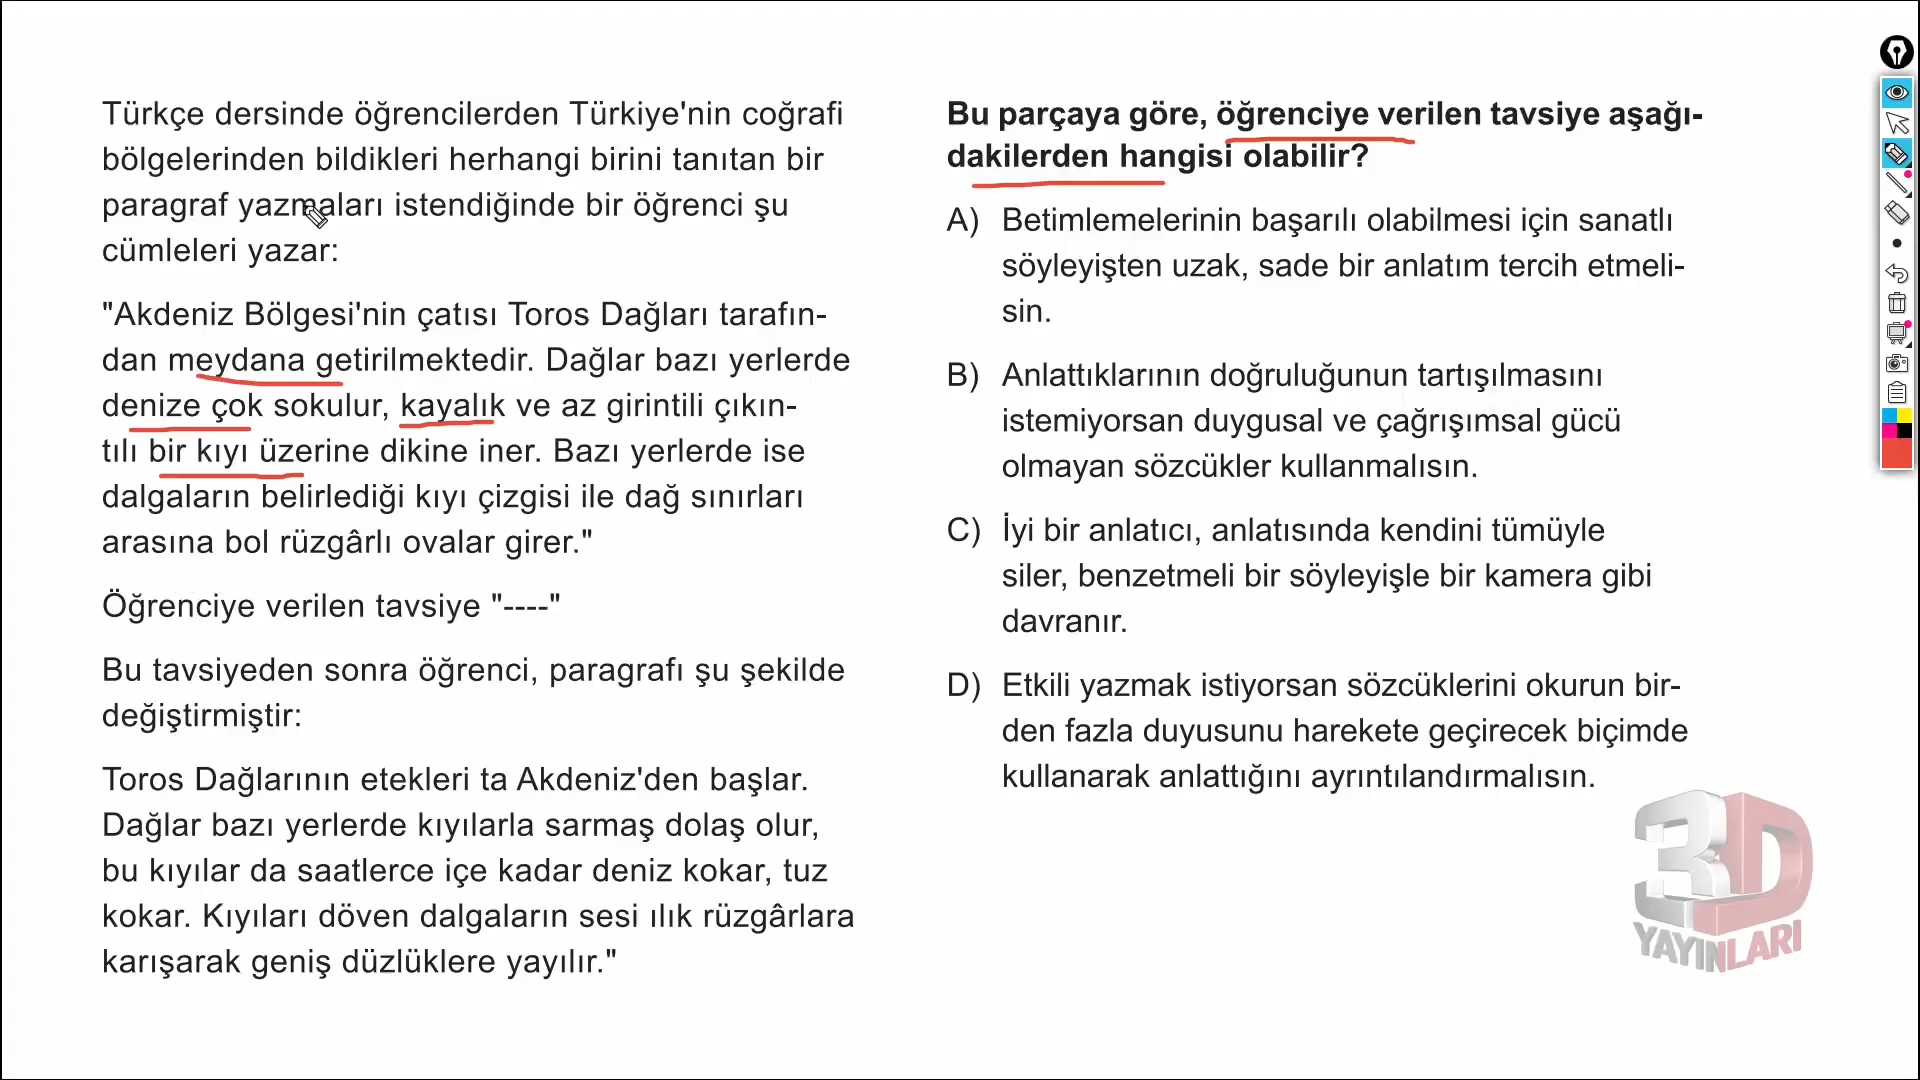 Türkçe dersinde öğrencilerden Türkiye'nin coğrafi
bölgelerinden bildikleri herhangi birini tanıtan bir
paragraf yazmaları istendiğinde bir öğrenci şu
cümleleri yazar:
"Akdeniz Bölgesi'nin çatısı Toros Dağları tarafın-
dan meydana getirilmektedir. Dağlar bazı yerlerde
denize çok sokulur, kayalık ve az girintili çıkın-
tılı bir kıyı üzerine dikine iner. Bazı yerlerde ise
dalgaların belirlediği kıyı çizgisi ile dağ sınırları
arasına bol rüzgârlı ovalar girer."
Öğrenciye verilen tavsiye "----"
Bu tavsiyeden sonra öğrenci, paragrafı şu şekilde
değiştirmiştir:
Toros Dağlarının etekleri ta Akdeniz'den başlar.
Dağlar bazı yerlerde kıyılarla sarmaş dolaş olur,
bu kıyılar da saatlerce içe kadar deniz kokar, tuz
kokar. Kıyıları döven dalgaların sesi ılık rüzgârlara
karışarak geniş düzlüklere yayılır."
Bu parçaya göre, öğrenciye verilen tavsiye aşağı-
dakilerden hangisi olabilir?
A) Betimlemelerinin başarılı olabilmesi için sanatlı
söyleyişten uzak, sade bir anlatım tercih etmeli-
sin.
B) Anlattıklarının doğruluğunun tartışılmasını
istemiyorsan duygusal ve çağrışımsal gücü
olmayan sözcükler kullanmalısın.
C) İyi bir anlatıcı, anlatısında kendini tümüyle
siler, benzetmeli bir söyleyişle bir kamera gibi
davranır.
D) Etkili yazmak istiyorsan sözcüklerini okurun bir-
den fazla duyusunu harekete geçirecek biçimde
kullanarak anlattığını ayrıntılandırmalısın.
3D
YAYINLARI